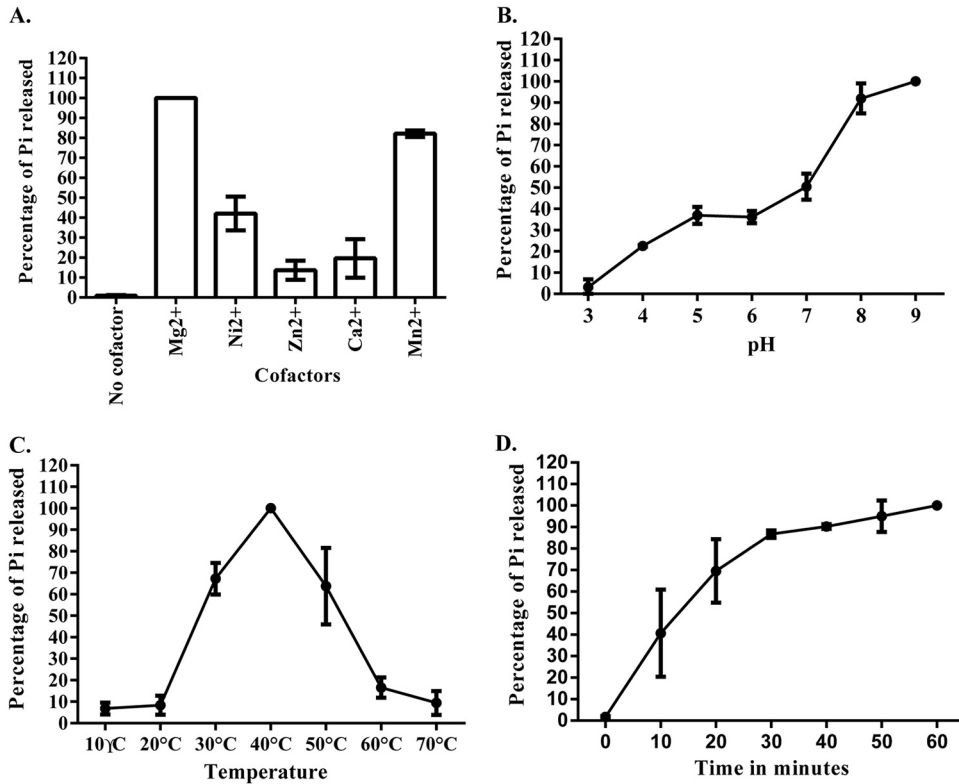 A.
Percentage of Pi released
120
110
100
90
80
70
60
50
40
30
20
10
0
No cofactor
Mg2+
Ni2+
Zn2+
Ca2+
Mn2+
Cofactors
B.
Percentage of Pi released
120
110
100
90
80
70
60
50
40
30
20
10
0
3 4 5 6 7 8 9
pH
C.
Percentage of Pi released
120
110
100
90
80
70
60
50
40
30
20
10
0
10ϒC 20°C 30°C 40°C 50°C 60°C 70°C
Temperature
D.
Percentage of Pi released
120
110
100
90
80
70
60
50
40
30
20
10
0
0 10 20 30 40 50 60
Time in minutes